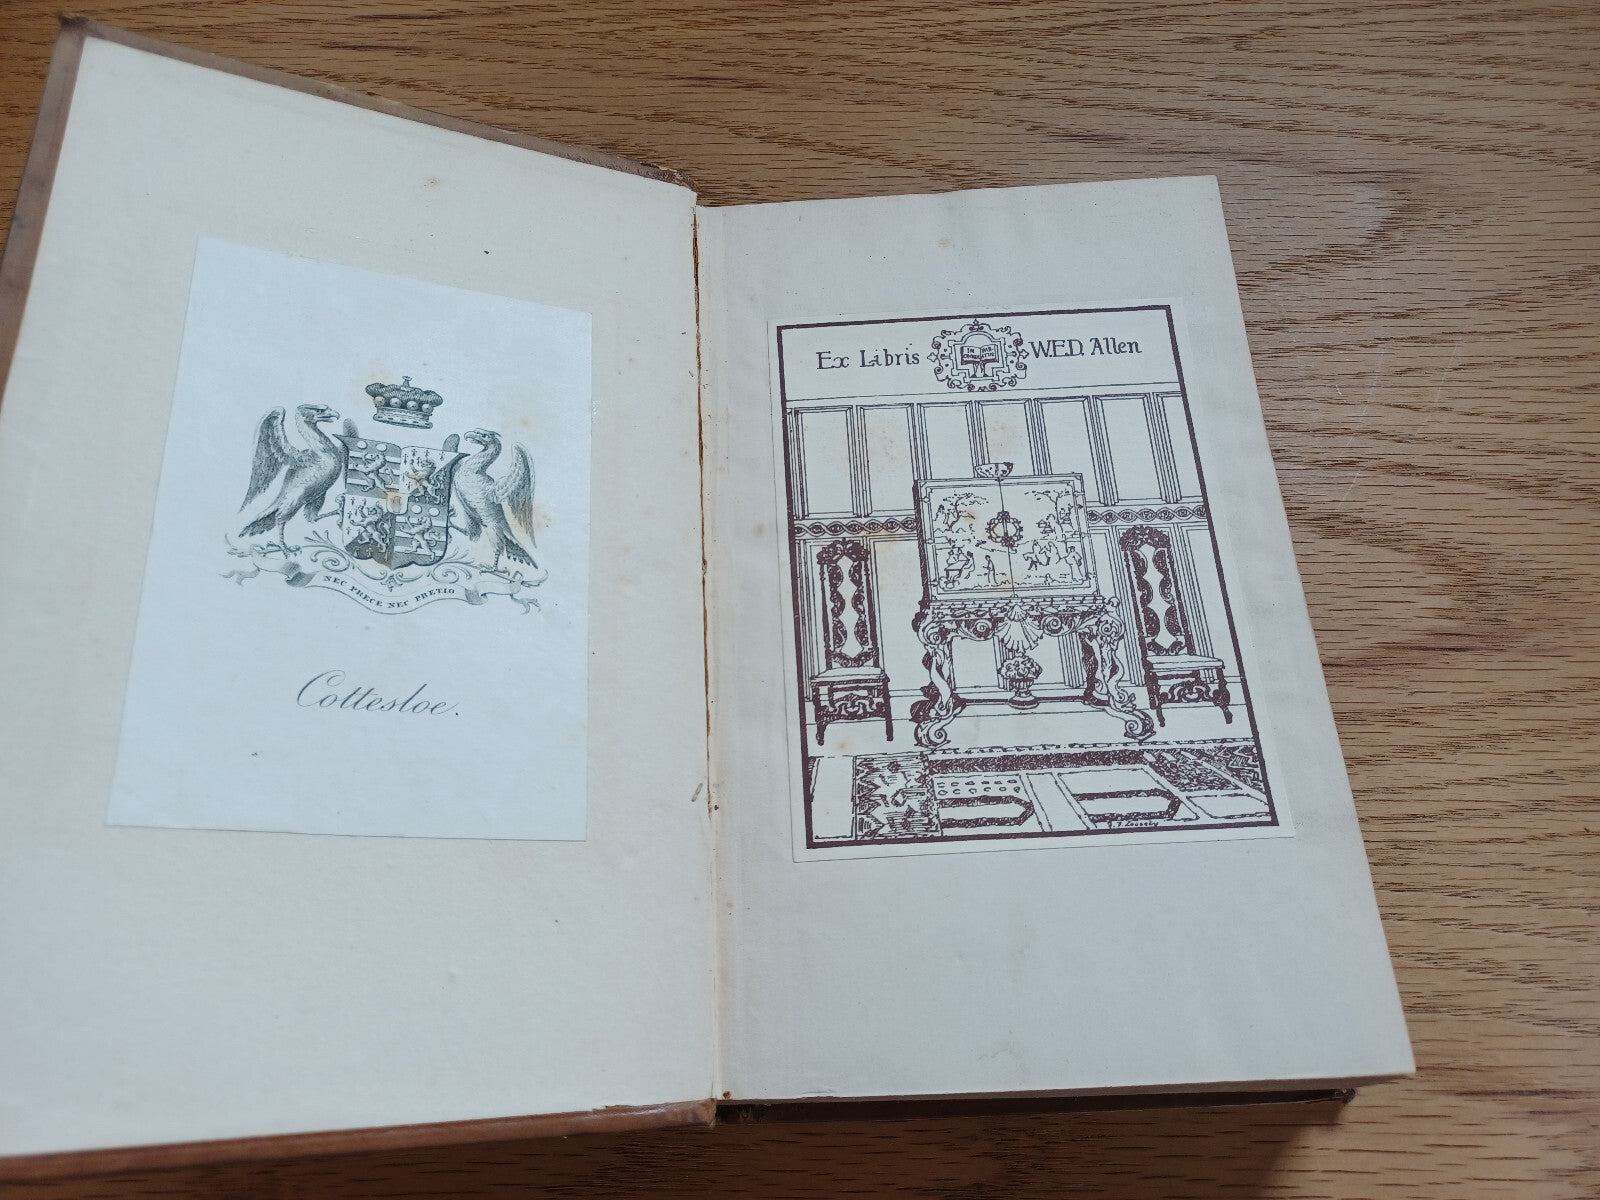 NEC PRECE NEC PRETIO
Cottesloe.
Ex Libris W.E.D. Allen